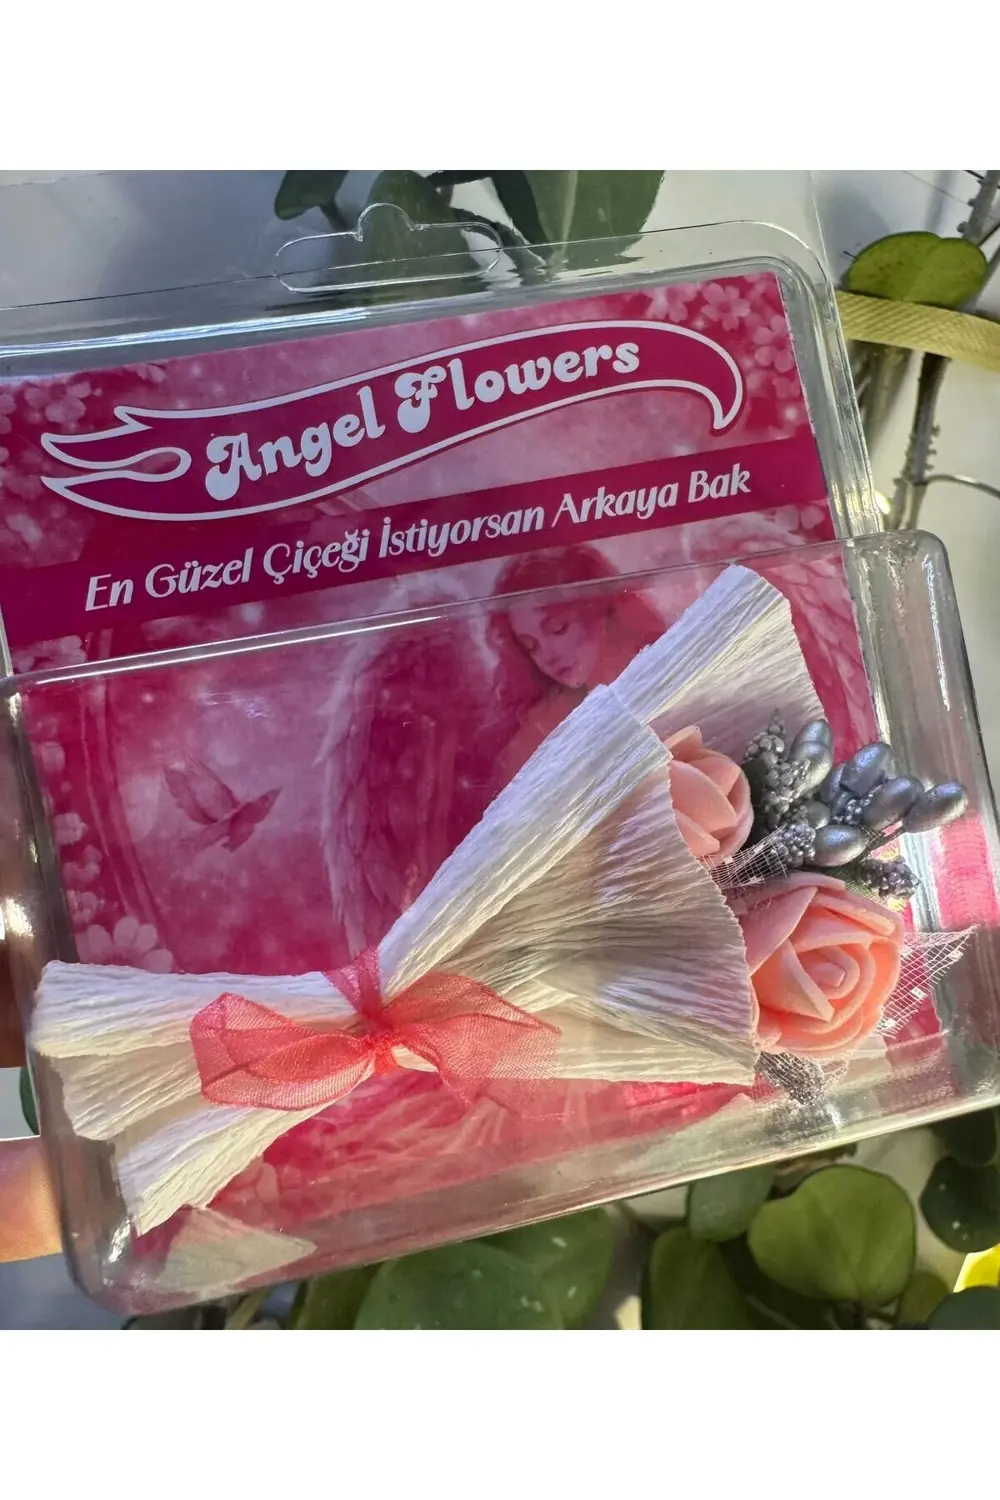 Angel Flowers
En Güzel Çiçeği İstiyorsan Arkaya Bak